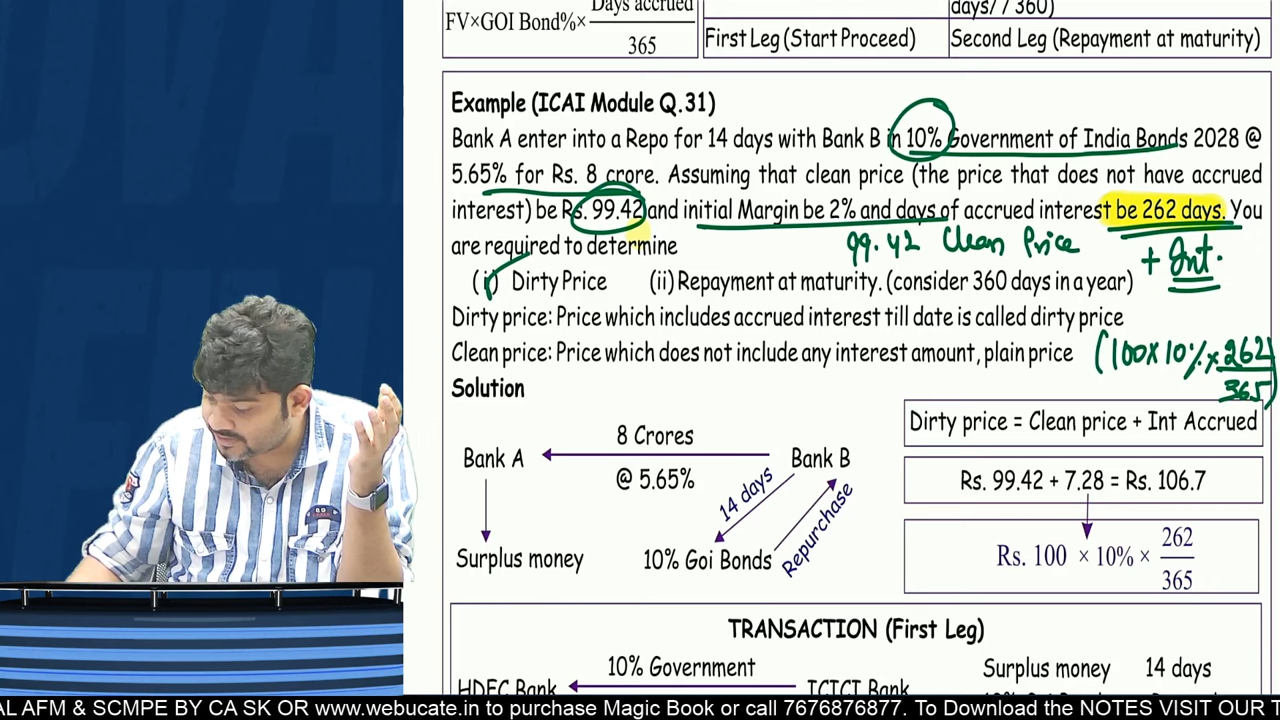 FV×GOI Bond%× Days accrued
365
days/ / 360)
First Leg (Start Proceed)
Second Leg (Repayment at maturity)
Example (ICAI Module Q.31)
Bank A enter into a Repo for 14 days with Bank B in 10% Government of India Bonds 2028 @
5.65% for Rs. 8 crore. Assuming that clean price (the price that does not have accrued
interest) be Rs. 99.42 and initial Margin be 2% and days of accrued interest be 262 days. You
are required to determine
99.42 Clean Price
+ Int.
(i) Dirty Price (ii) Repayment at maturity. (consider 360 days in a year)
Dirty price: Price which includes accrued interest till date is called dirty price
Clean price: Price which does not include any interest amount, plain price
(100×10%×262
365)
Solution
Dirty price = Clean price + Int Accrued
8 Crores
Bank A
Bank B
@ 5.65%
14 days
Repurchase
Surplus money
10% Goi Bonds
Rs. 99.42 + 7.28 = Rs. 106.7
Rs. 100 × 10% × 262
365
TRANSACTION (First Leg)
10% Government
Surplus money 14 days
HDFC Bank
ICICI Bank
AL AFM & SCMPE BY CA SK OR www.webucate.in to purchase Magic Book or call 7676876877. To Download the NOTES VISIT OUR T